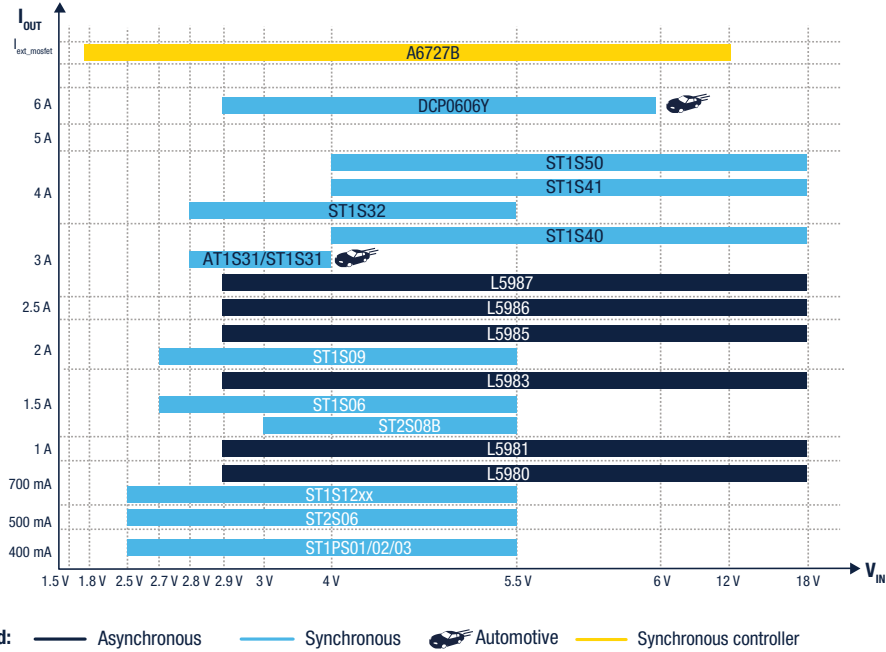 I OUT
I ext_mosfet
A6727B
6 A
DCP0606Y
5 A
ST1S50
4 A
ST1S41
ST1S32
ST1S40
3 A
AT1S31/ST1S31
L5987
2.5 A
L5986
L5985
2 A
ST1S09
L5983
1.5 A
ST1S06
ST2S08B
1 A
L5981
L5980
700 mA
ST1S12xx
500 mA
ST2S06
400 mA
ST1PS01/02/03
1.5 V 1.8 V 2.5 V 2.7 V 2.8 V 2.9 V 3 V 4 V 5.5 V 6 V 12 V 18 V
V IN
d: Asynchronous Synchronous Automotive Synchronous controller